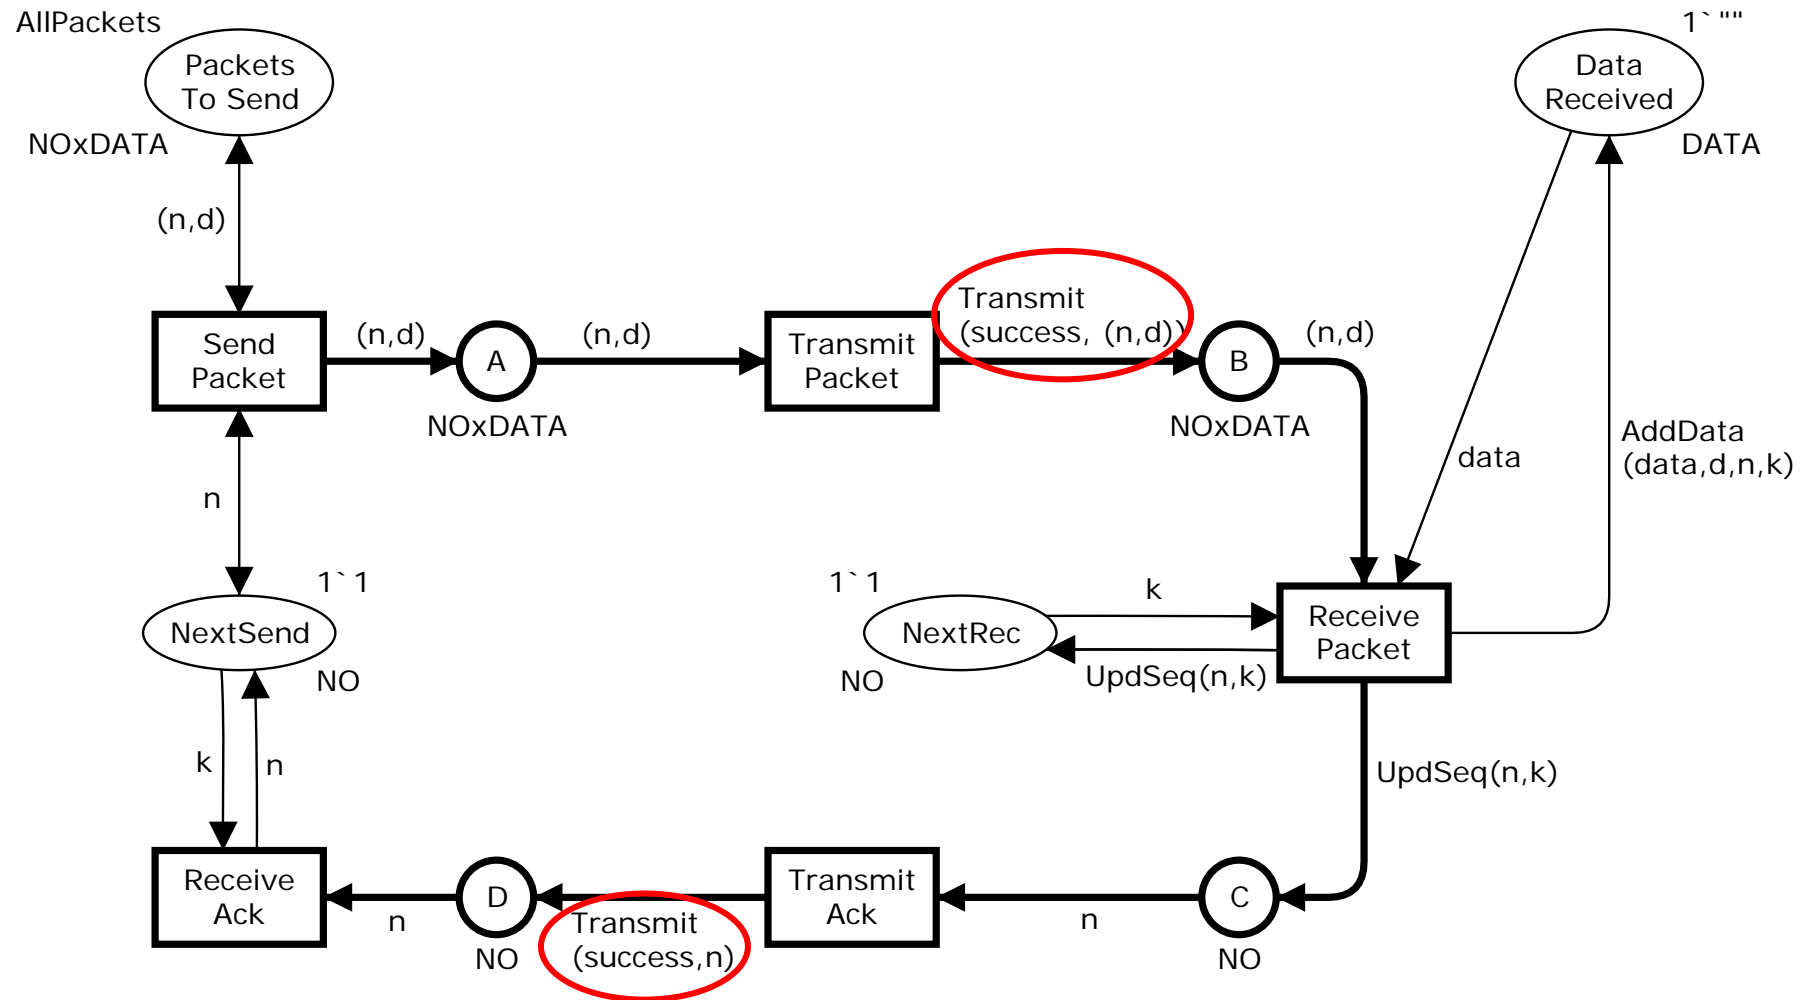 AllPackets
1`""
Packets
To Send
Data
Received
NOxDATA
DATA
(n,d)
Transmit
(success, (n,d))
Send
Packet
(n,d)
A
(n,d)
Transmit
Packet
B
(n,d)
NOxDATA
NOxDATA
AddData
(data,d,n,k)
data
n
1`1
1`1
k
NextSend
NextRec
Receive
Packet
NO
NO
UpdSeq(n,k)
k
n
UpdSeq(n,k)
Receive
Ack
D
Transmit
Ack
C
n
Transmit
(success,n)
n
NO
NO